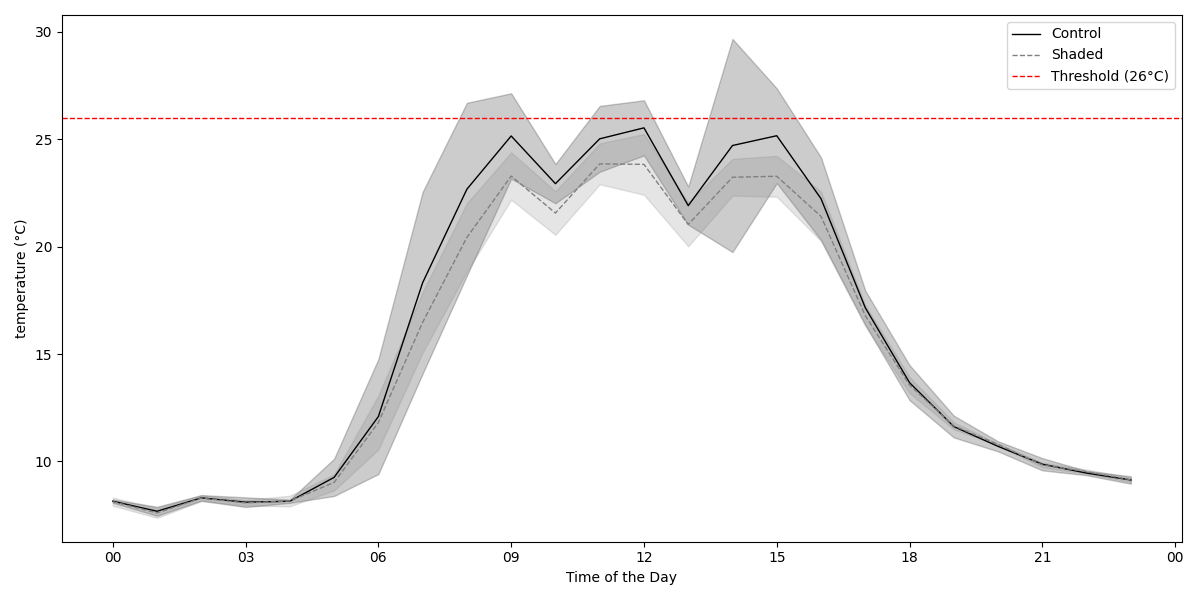 Control
Shaded
Threshold (26°C)
30
25
20
15
10
temperature (°C)
00 03 06 09 12 15 18 21 00
Time of the Day